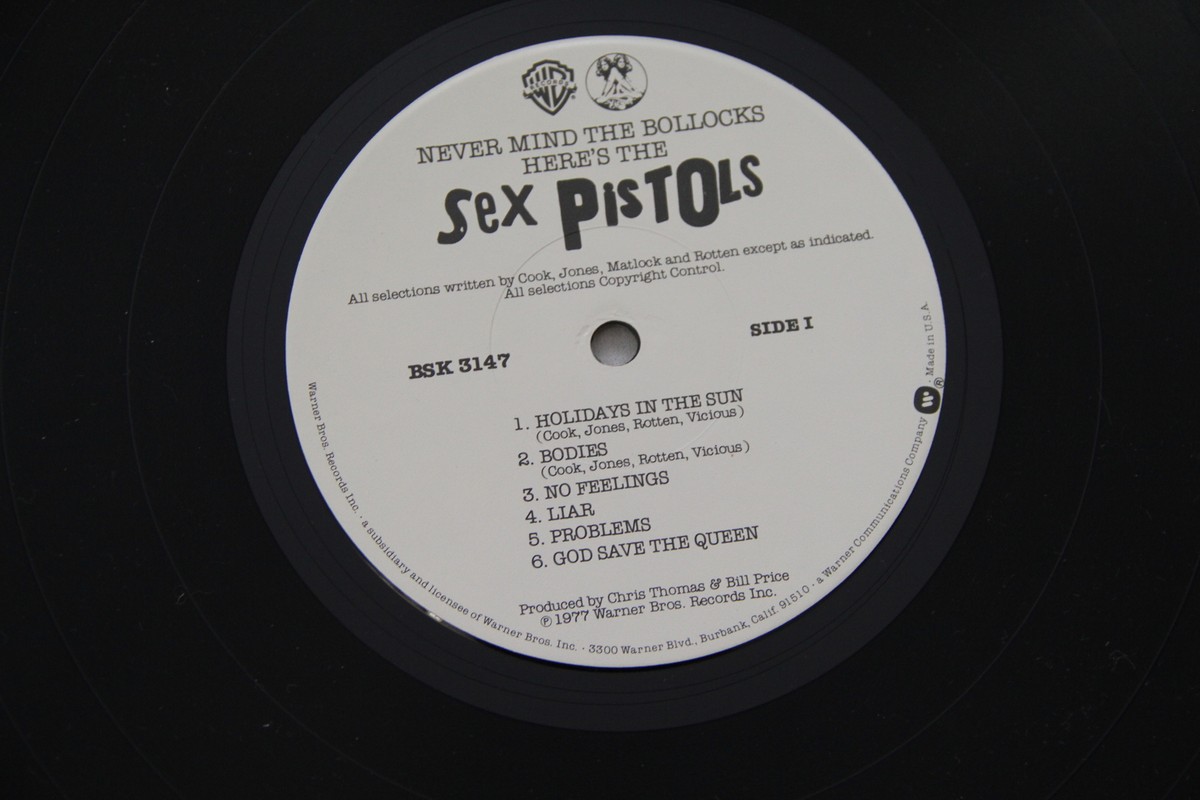 WB RECORDS
NEVER MIND THE BOLLOCKS
HERE'S THE
SeX PisTOLs
All selections written by Cook, Jones, Matlock and Rotten except as indicated.
All selections Copyright Control.
BSK 3147
SIDE I
1. HOLIDAYS IN THE SUN
(Cook, Jones, Rotten, Vicious)
2. BODIES
(Cook, Jones, Rotten, Vicious)
3. NO FEELINGS
4. LIAR
5. PROBLEMS
6. GOD SAVE THE QUEEN
Produced by Chris Thomas & Bill Price
℗ 1977 Warner Bros. Records Inc.
Warner Bros. Records Inc. · a subsidiary and licensee of Warner Bros. Inc. · 3300 Warner Blvd., Burbank, Calif. 91510 · a Warner Communications Company ® · Made in U.S.A.